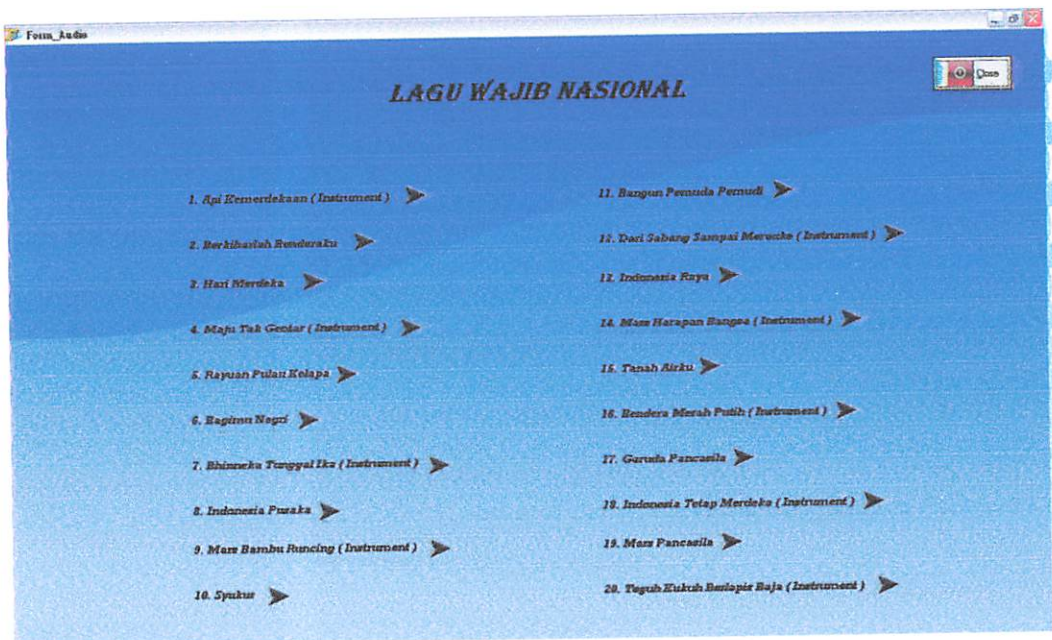 Form_Audio
LAGU WAJIB NASIONAL
Close
1. Api Kemerdekaan ( Instrument )
2. Berkibarlah Benderaku
3. Hari Merdeka
4. Maju Tak Gentar ( Instrument )
5. Rayuan Pulau Kelapa
6. Bagimu Negri
7. Bhinneka Tunggal Ika ( Instrument )
8. Indonesia Pusaka
9. Mars Bambu Runcing ( Instrument )
10. Syukur
11. Bangun Pemuda Pemudi
12. Dari Sabang Sampai Merauke ( Instrument )
13. Indonesia Raya
14. Mars Harapan Bangsa ( Instrument )
15. Tanah Airku
16. Bendera Merah Putih ( Instrument )
17. Garuda Pancasila
18. Indonesia Tetap Merdeka ( Instrument )
19. Mars Pancasila
20. Teguh Kukuh Berlapis Baja ( Instrument )